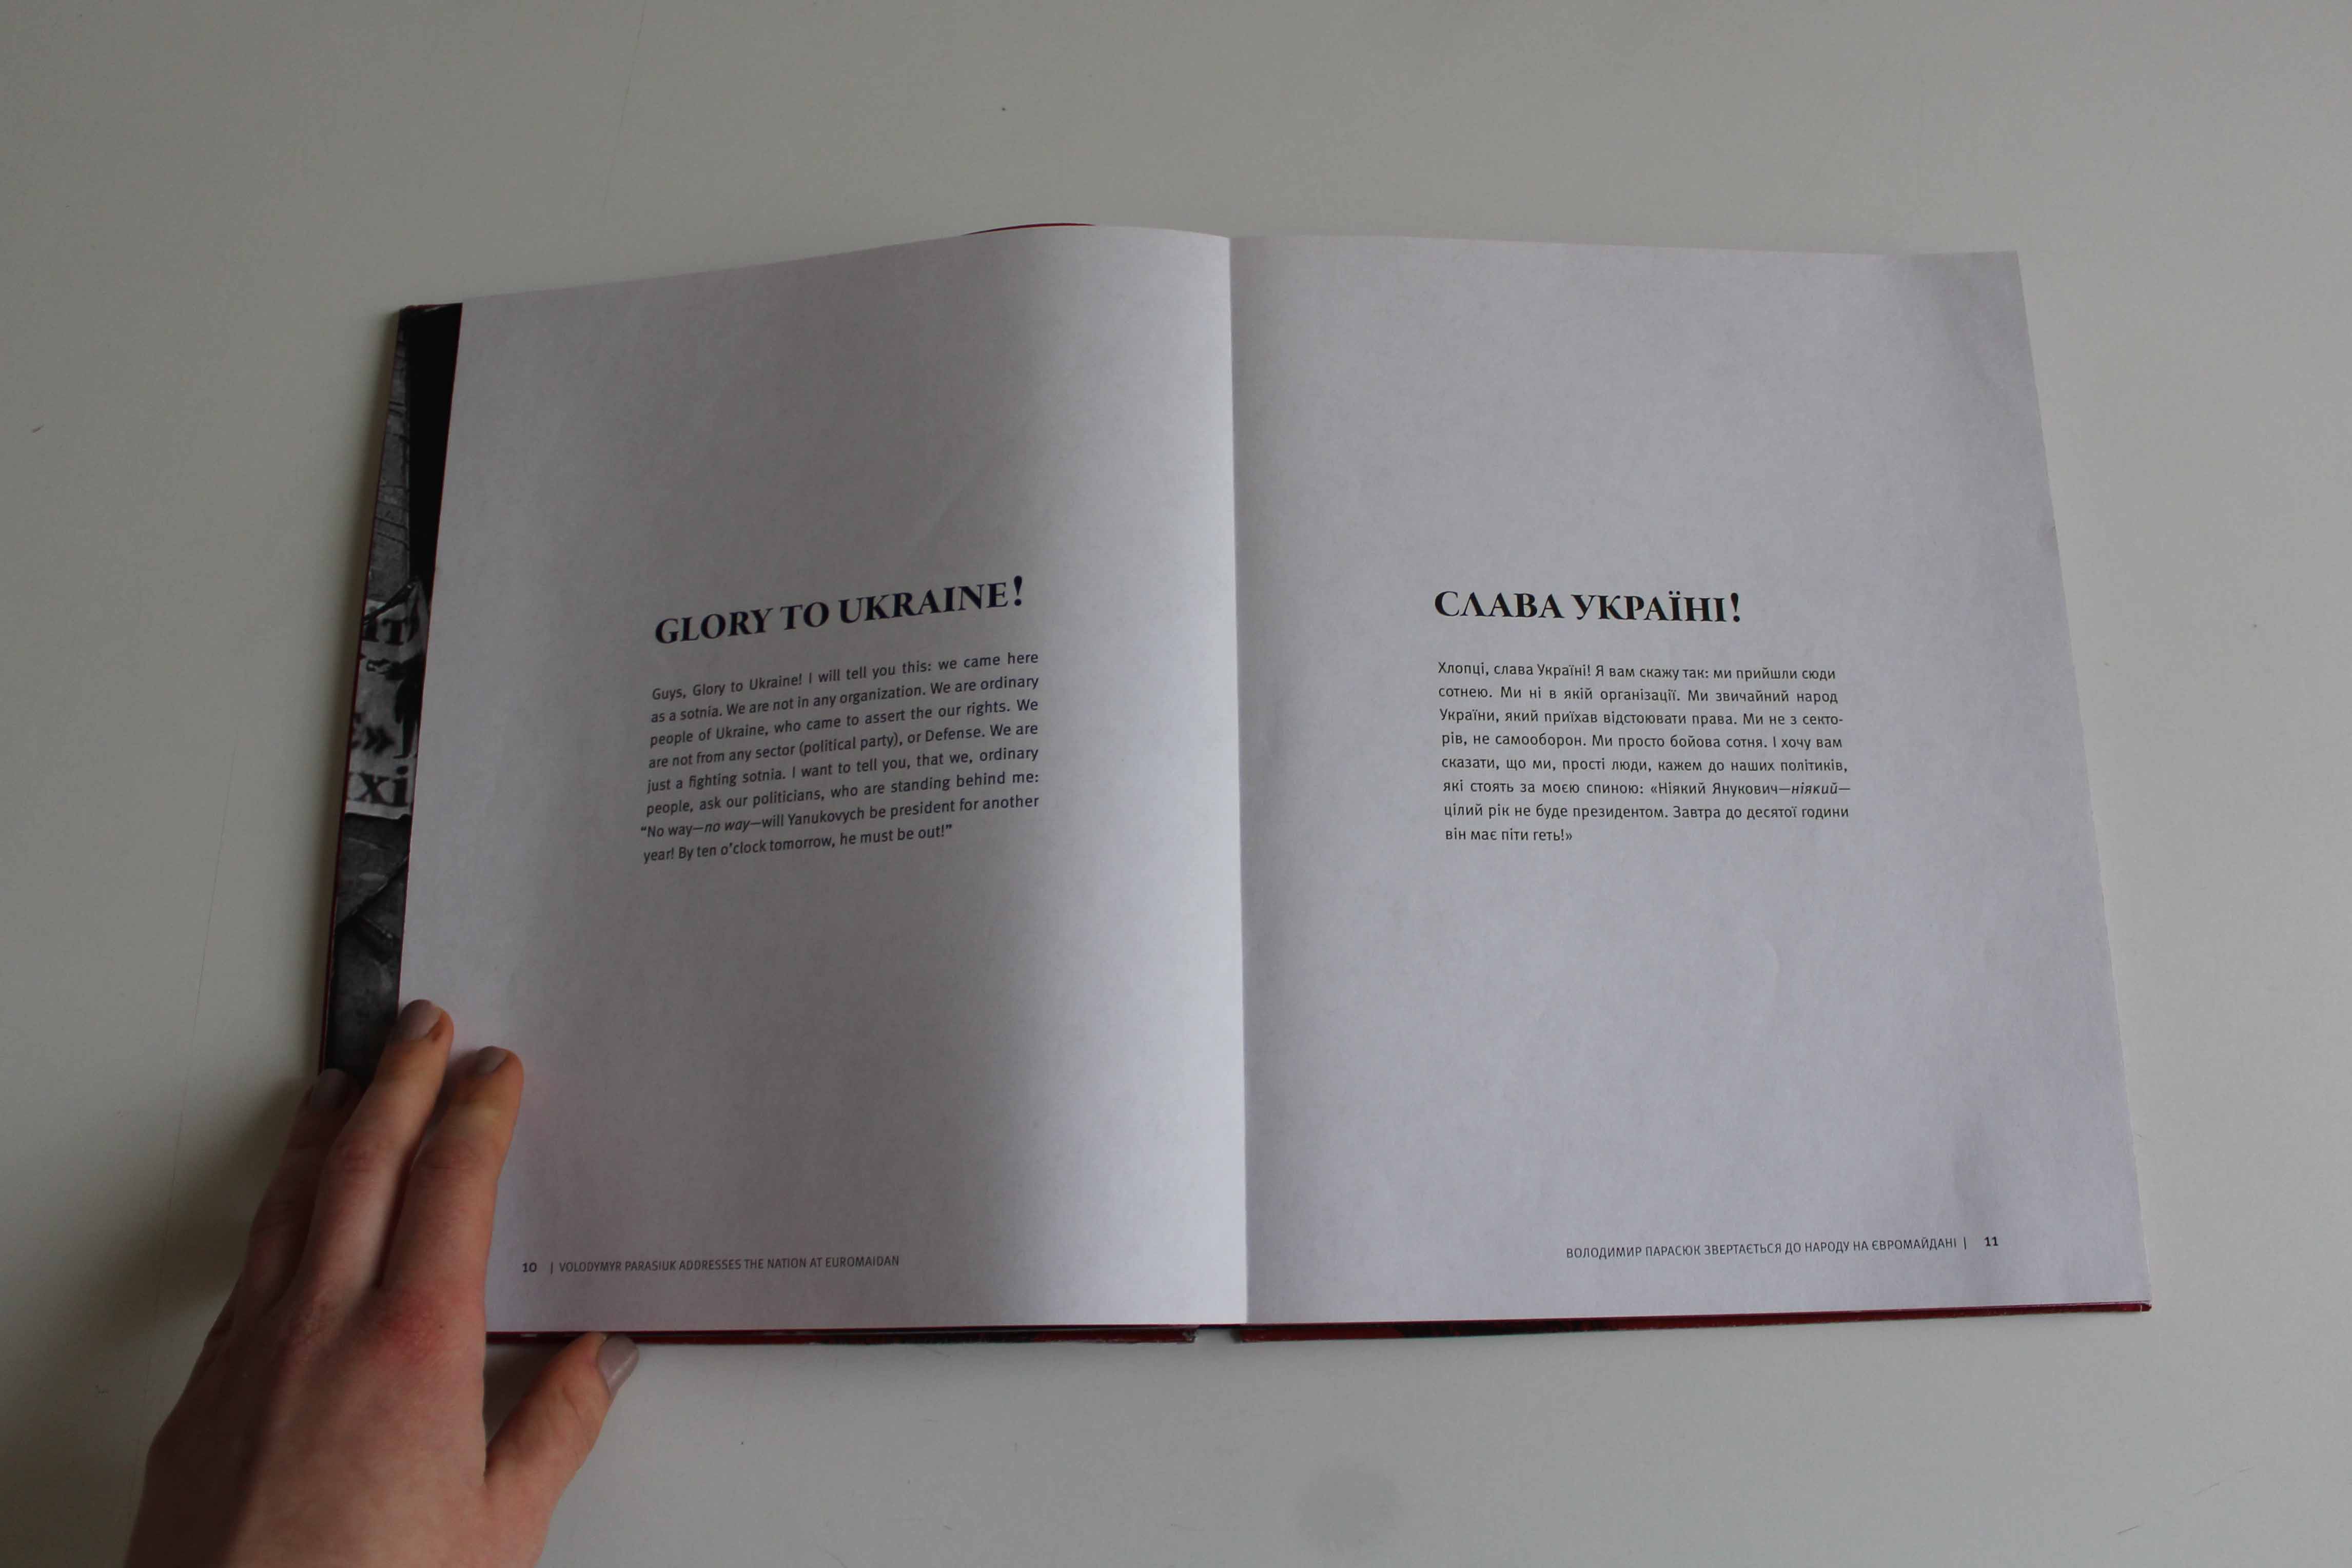 GLORY TO UKRAINE!
Guys, Glory to Ukraine! I will tell you this: we came here
as a sotnia. We are not in any organization. We are ordinary
people of Ukraine, who came to assert the our rights. We
are not from any sector (political party), or Defense. We are
just a fighting sotnia. I want to tell you, that we, ordinary
people, ask our politicians, who are standing behind me:
“No way—no way—will Yanukovych be president for another
year! By ten o’clock tomorrow, he must be out!”
10 | VOLODYMYR PARASIUK ADDRESSES THE NATION AT EUROMAIDAN
СЛАВА УКРАЇНІ!
Хлопці, слава Україні! Я вам скажу так: ми прийшли сюди
сотнею. Ми ні в якій організації. Ми звичайний народ
України, який приїхав відстоювати права. Ми не з секто-
рів, не самооборон. Ми просто бойова сотня. І хочу вам
сказати, що ми, прості люди, кажем до наших політиків,
які стоять за моєю спиною: «Ніякий Янукович—ніякий—
цілий рік не буде президентом. Завтра до десятої години
він має піти геть!»
ВОЛОДИМИР ПАРАСЮК ЗВЕРТАЄТЬСЯ ДО НАРОДУ НА ЄВРОМАЙДАНІ | 11